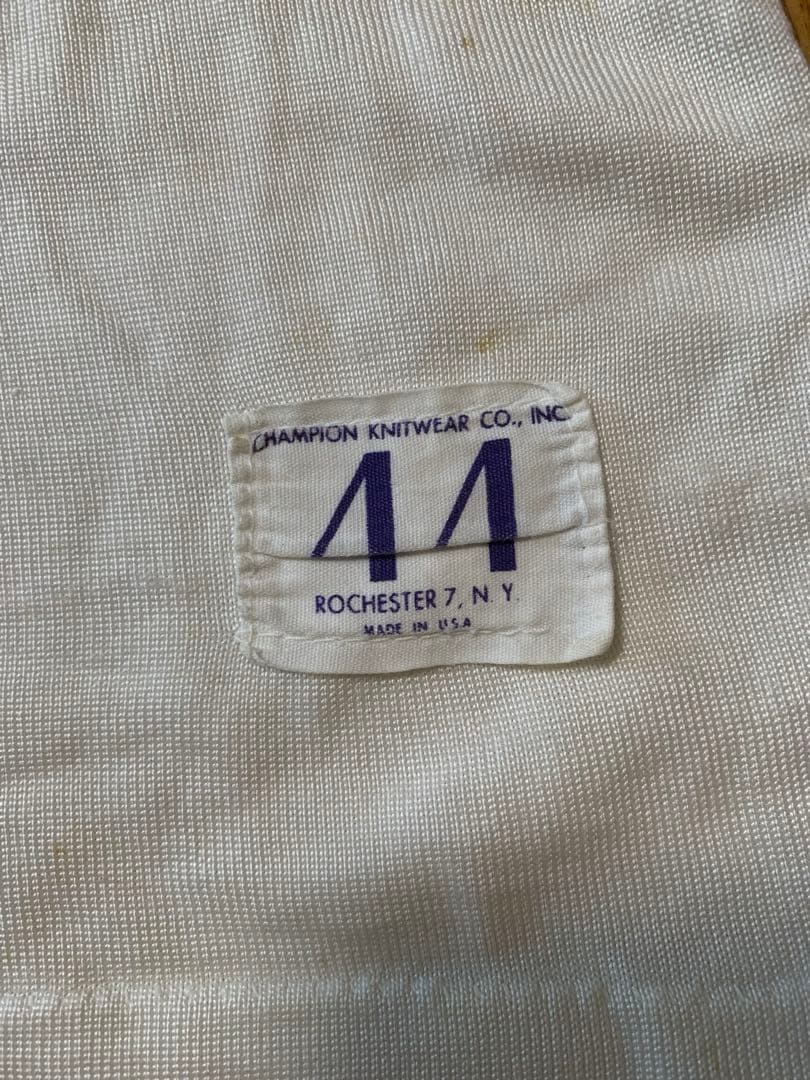 CHAMPION KNITWEAR CO., INC.
44
ROCHESTER 7, N. Y.
MADE IN U.S.A